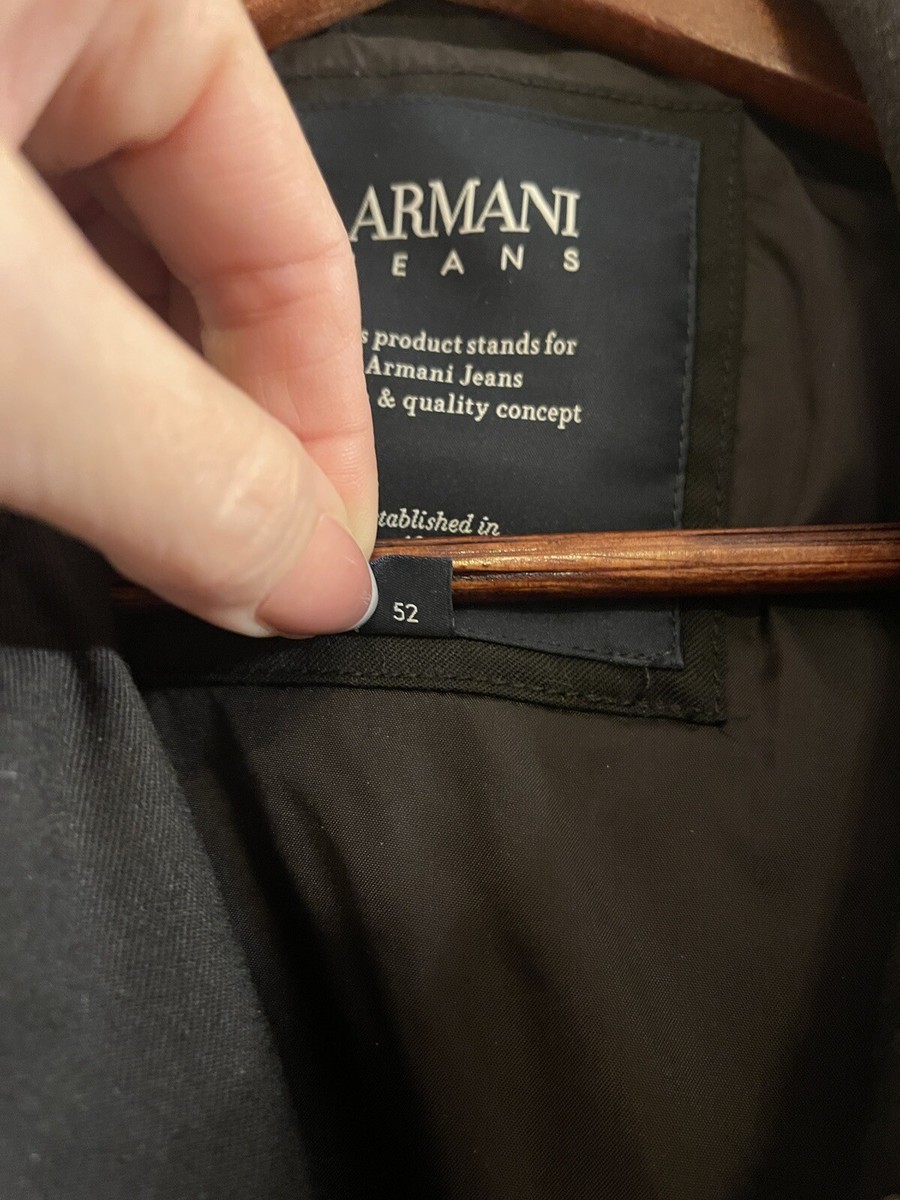 ARMANI
EANS
product stands for
Armani Jeans
& quality concept
tablished in
52